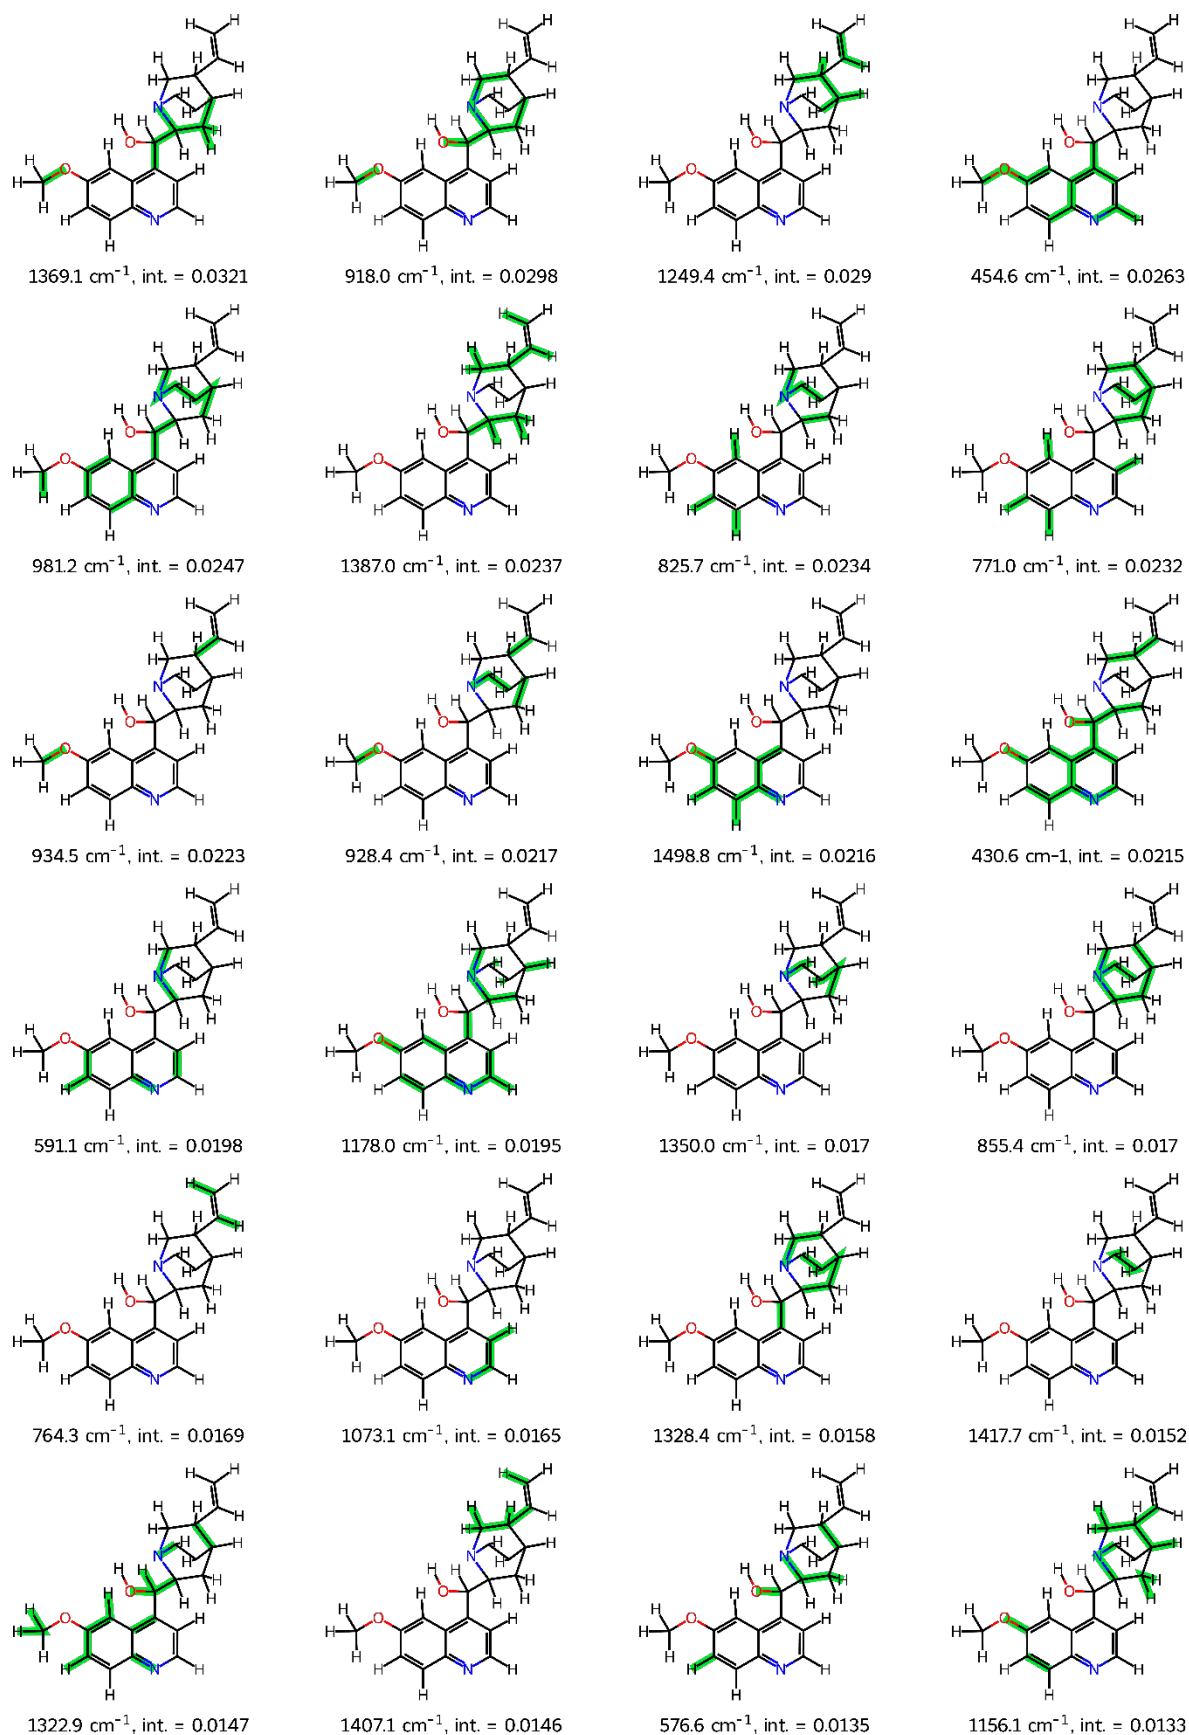 1369.1 cm⁻¹, int. = 0.0321
918.0 cm⁻¹, int. = 0.0298
1249.4 cm⁻¹, int. = 0.029
454.6 cm⁻¹, int. = 0.0263
981.2 cm⁻¹, int. = 0.0247
1387.0 cm⁻¹, int. = 0.0237
825.7 cm⁻¹, int. = 0.0234
771.0 cm⁻¹, int. = 0.0232
934.5 cm⁻¹, int. = 0.0223
928.4 cm⁻¹, int. = 0.0217
1498.8 cm⁻¹, int. = 0.0216
430.6 cm–1, int. = 0.0215
591.1 cm⁻¹, int. = 0.0198
1178.0 cm⁻¹, int. = 0.0195
1350.0 cm⁻¹, int. = 0.017
855.4 cm⁻¹, int. = 0.017
764.3 cm⁻¹, int. = 0.0169
1073.1 cm⁻¹, int. = 0.0165
1328.4 cm⁻¹, int. = 0.0158
1417.7 cm⁻¹, int. = 0.0152
1322.9 cm⁻¹, int. = 0.0147
1407.1 cm⁻¹, int. = 0.0146
576.6 cm⁻¹, int. = 0.0135
1156.1 cm⁻¹, int. = 0.0133